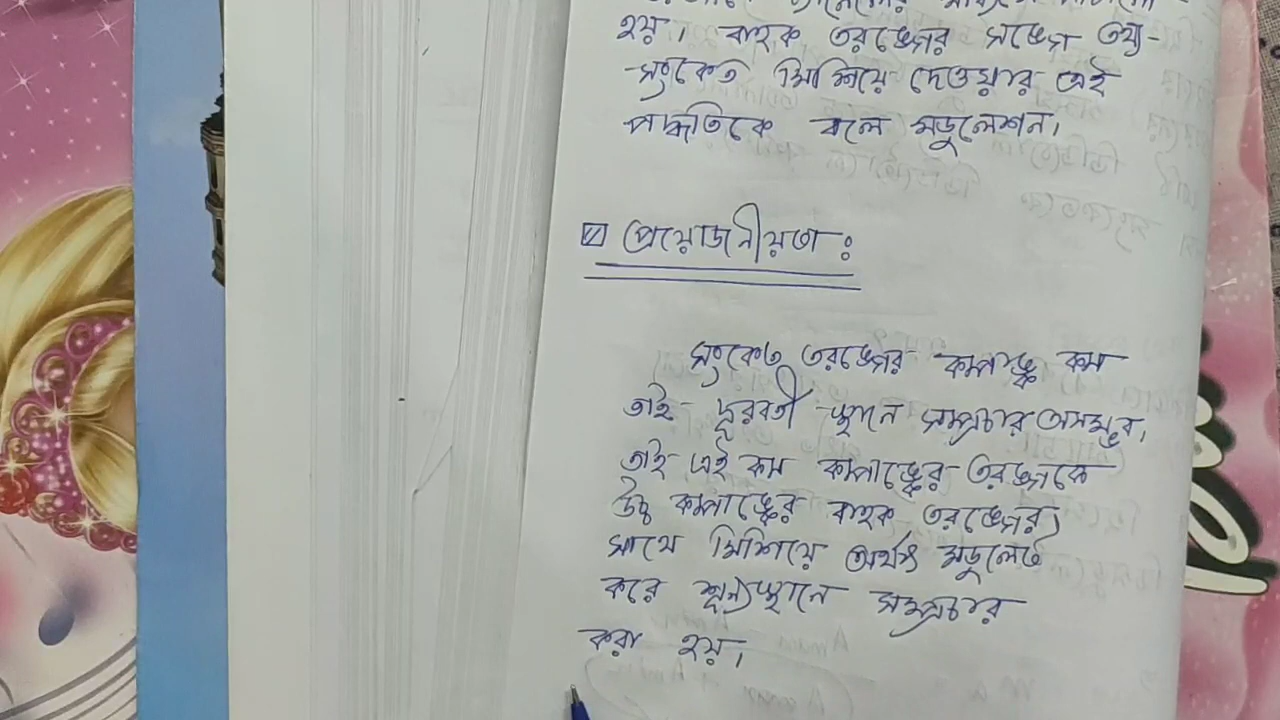 হয়। বাহক তরঙ্গের সঙ্গে তথ্য-
সংকেত মিশিয়ে দেওয়ার এই
পদ্ধতিকে বলে মডুলেশন।
প্রয়োজনীয়তা :
সংকেত তরঙ্গের কম্পাঙ্ক কম
তাই দূরবর্তী স্থানে সম্প্রচার অসম্ভব।
তাই এই কম কম্পাঙ্কের তরঙ্গকে
উচ্চ কম্পাঙ্কের বাহক তরঙ্গের
সাথে মিশিয়ে অর্থাৎ মডুলেট
করে শূন্যস্থানে সম্প্রচার
করা হয়।